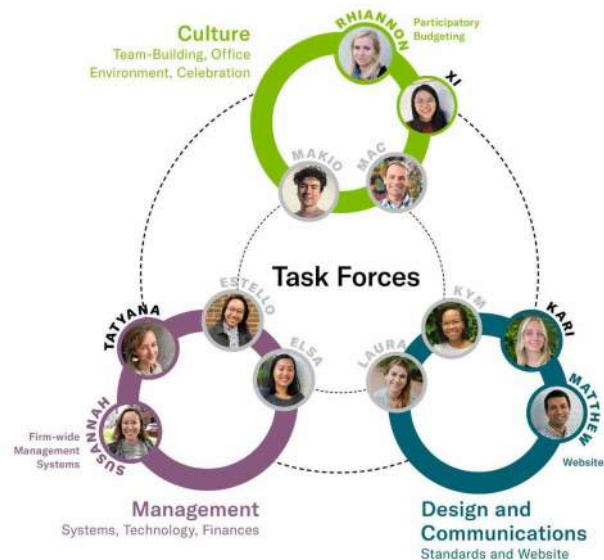 Culture
Team-Building, Office
Environment, Celebration
RHIANNON
Participatory
Budgeting
XI
MAKIO
MAC
Task Forces
TATYANA
ESTELLO
ELSA
SUSANNAH
Firm-wide
Management
Systems
Management
Systems, Technology, Finances
KYM
KARI
LAURA
MATTHEW
Website
Design and
Communications
Standards and Website